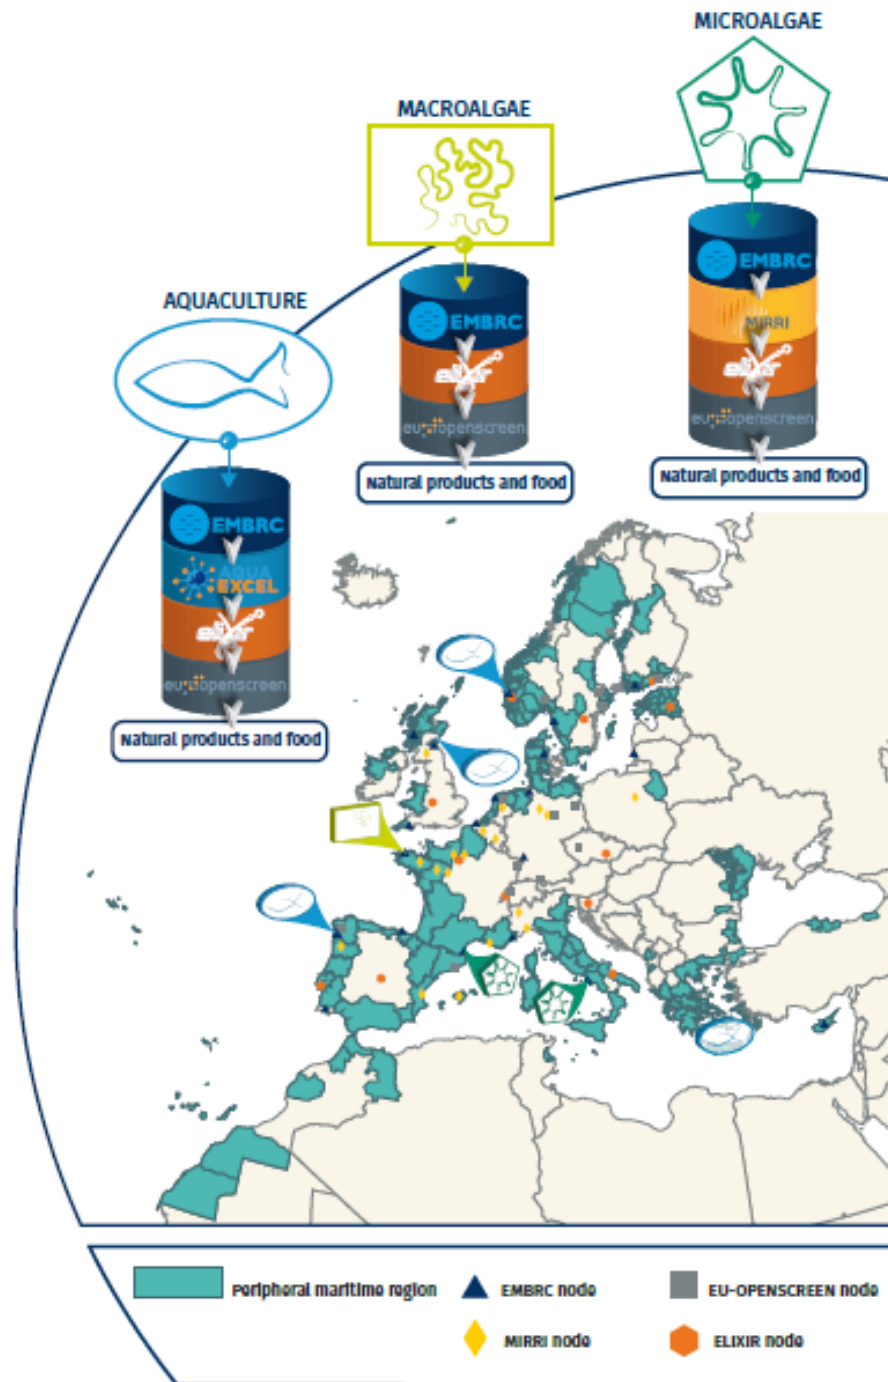 MICROALGAE
MACROALGAE
AQUACULTURE
EMBRC
MIRRI
elixir
eu-openscreen
Natural products and food
EMBRC
elixir
eu-openscreen
Natural products and food
EMBRC
AQUA
EXCEL
elixir
eu-openscreen
Natural products and food
Peripheral maritime region
EMBRC node
EU-OPENSCREEN node
MIRRI node
ELIXIR node